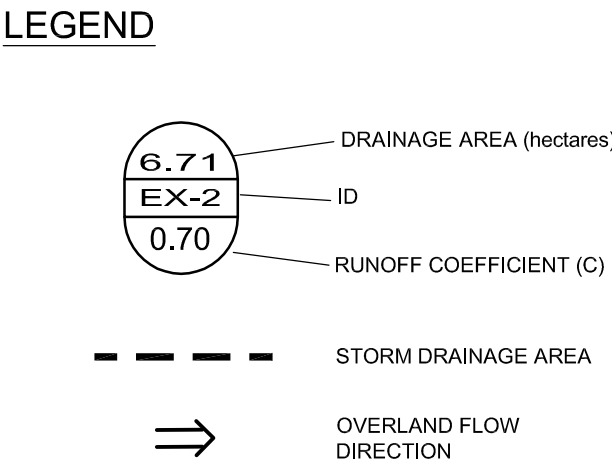 LEGEND
6.71
DRAINAGE AREA (hectares)
EX-2
ID
0.70
RUNOFF COEFFICIENT (C)
STORM DRAINAGE AREA
OVERLAND FLOW
DIRECTION